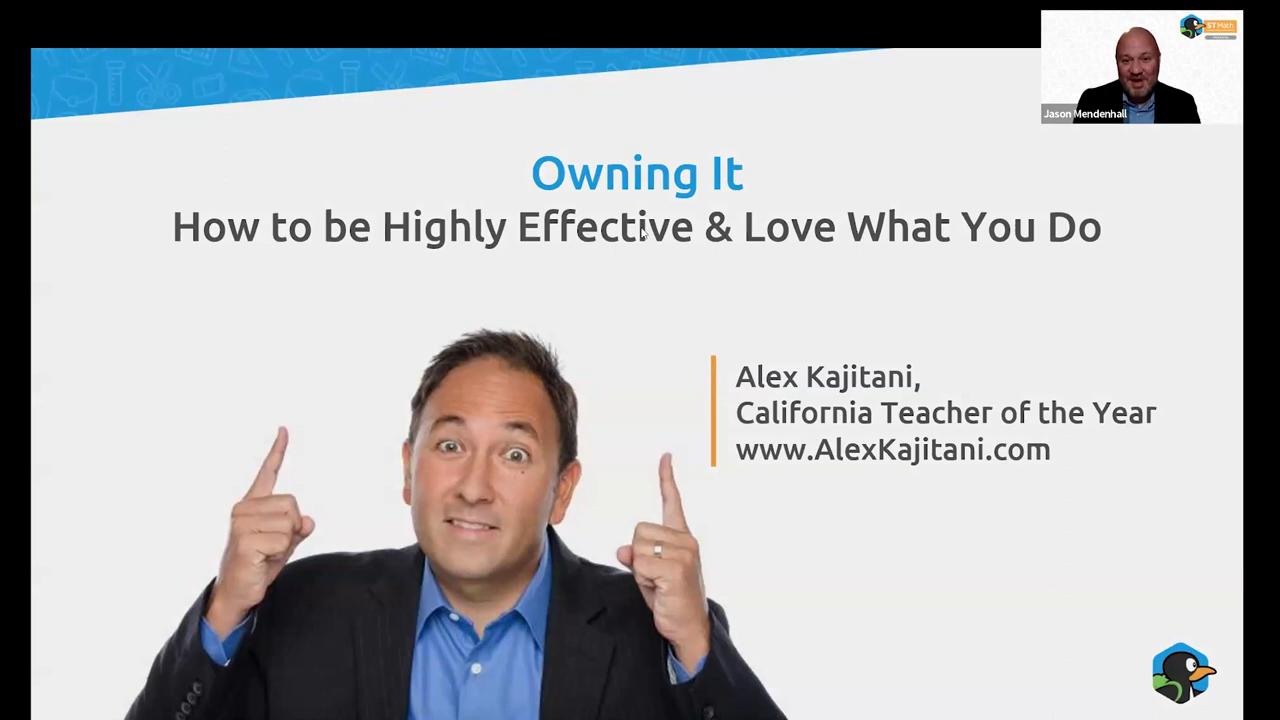 ST Math
Jason Mendenhall
Owning It
How to be Highly Effective & Love What You Do
Alex Kajitani,
California Teacher of the Year
www.AlexKajitani.com